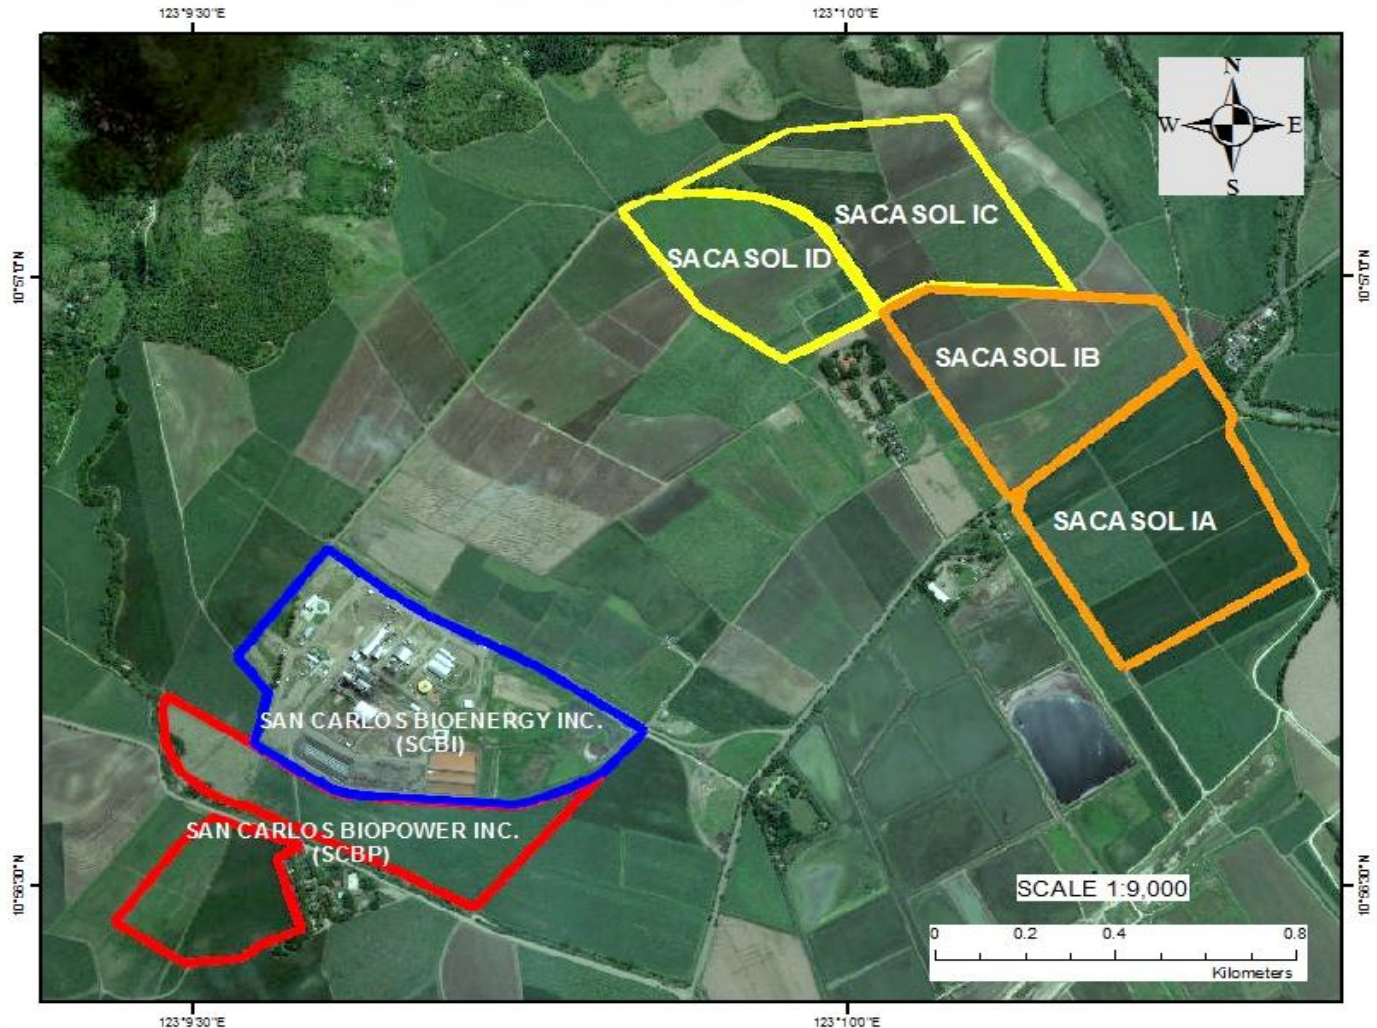 123°9'30"E
123°10'0"E
N
W E
S
SACASOL IC
SACASOL ID
10°57'0"N
10°57'0"N
SACASOL IB
SACASOL IA
SAN CARLOS BIOENERGY INC.
(SCBI)
SAN CARLOS BIOPOWER INC.
(SCBP)
10°56'30"N
10°56'30"N
SCALE 1:9,000
0 0.2 0.4 0.8
Kilometers
123°9'30"E
123°10'0"E